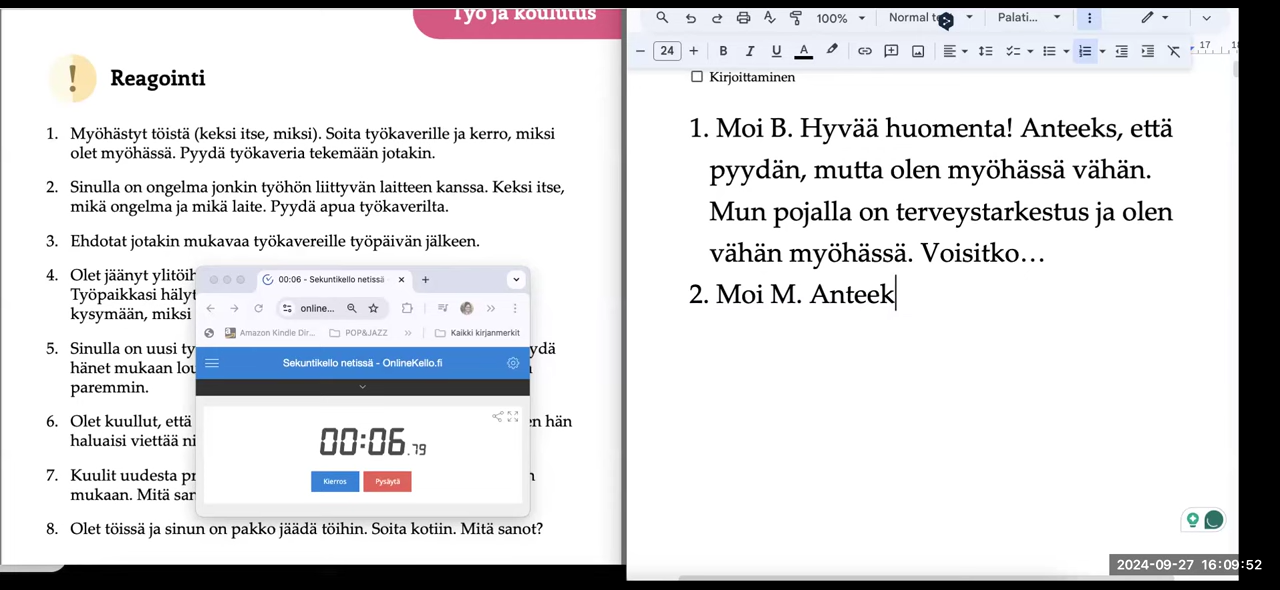 Työ ja koulutus
Reagointi
1. Myöhästyt töistä (keksi itse, miksi). Soita työkaverille ja kerro, miksi
olet myöhässä. Pyydä työkaveria tekemään jotakin.
2. Sinulla on ongelma jonkin työhön liittyvän laitteen kanssa. Keksi itse,
mikä ongelma ja mikä laite. Pyydä apua työkaverilta.
3. Ehdotat jotakin mukavaa työkavereille työpäivän jälkeen.
4. Olet jäänyt ylitöih
Työpaikkasi hälyt
kysymään, miksi
5. Sinulla on uusi ty
ydä
hänet mukaan lou
paremmin.
6. Olet kuullut, että
en hän
haluaisi viettää ni
7. Kuulit uudesta pr
n
mukaan. Mitä san
8. Olet töissä ja sinun on pakko jäädä töihin. Soita kotiin. Mitä sanot?
00:06 - Sekuntikello netissä
online...
Amazon Kindle Dir...
POP&JAZZ
Kaikki kirjanmerkit
Sekuntikello netissä - OnlineKello.fi
00:06.79
Kierros
Pysäytä
100%
Normal te
Palati...
24
B I U A
17
Kirjoittaminen
1. Moi B. Hyvää huomenta! Anteeks, että
pyydän, mutta olen myöhässä vähän.
Mun pojalla on terveystarkestus ja olen
vähän myöhässä. Voisitko...
2. Moi M. Anteek
2024-09-27 16:09:52